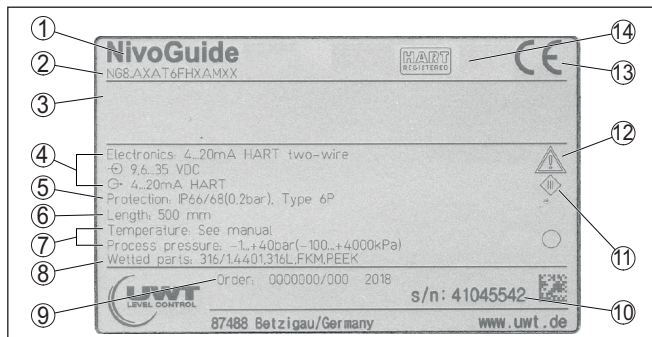 ① NivoGuide
② NG8.AXAT6FHXAMXX
HART
REGISTERED
⑭
CE
⑬
③
④ Electronics: 4...20mA HART two-wire
9,6...35 VDC
4...20mA HART
⑤ Protection: IP66/68(0.2bar), Type 6P
⑥ Length: 500 mm
⑦ Temperature: See manual
Process pressure: -1...+40bar(-100...+4000kPa)
⑧ Wetted parts: 316/1.4401,316L,FKM,PEEK
⑫
⑪
⑨ Order: 0000000/000 2018
UWT
LEVEL CONTROL
s/n: 41045542 ⑩
87488 Betzigau/Germany www.uwt.de